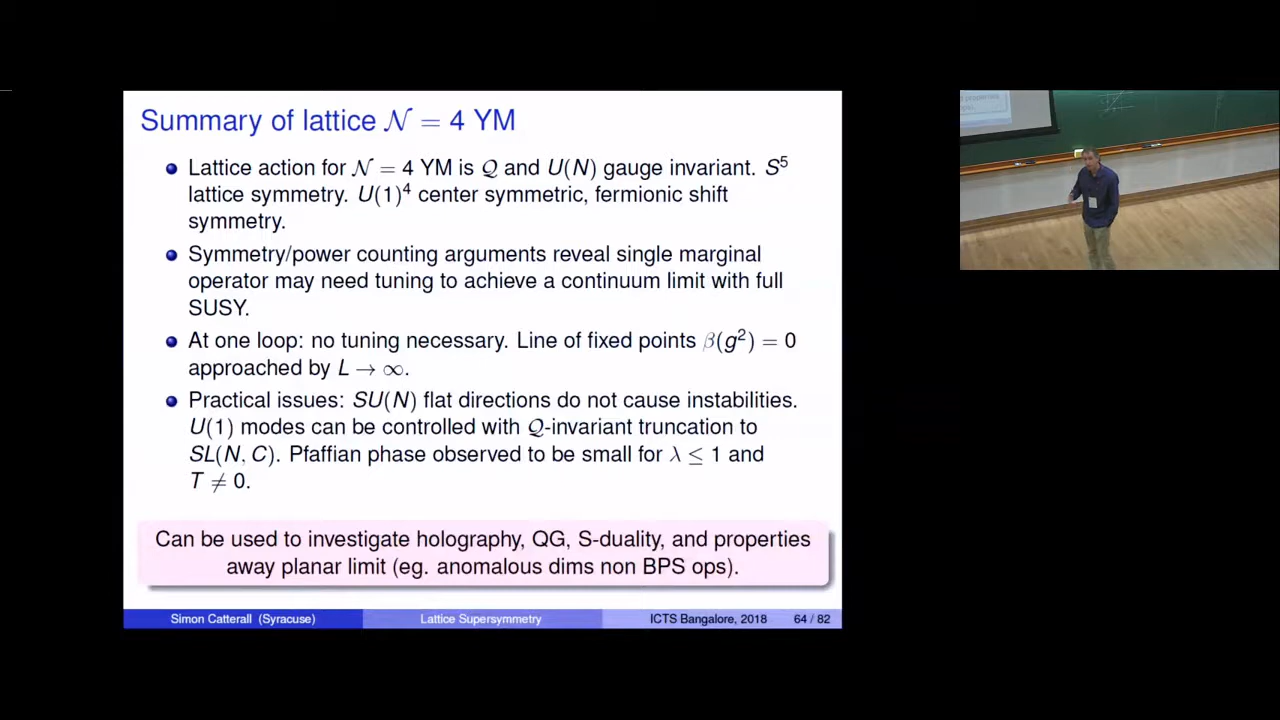 Summary of lattice 𝒩 = 4 YM
Lattice action for 𝒩 = 4 YM is 𝒬 and U(N) gauge invariant. S⁵
lattice symmetry. U(1)⁴ center symmetric, fermionic shift
symmetry.
Symmetry/power counting arguments reveal single marginal
operator may need tuning to achieve a continuum limit with full
SUSY.
At one loop: no tuning necessary. Line of fixed points β(g²) = 0
approached by L → ∞.
Practical issues: SU(N) flat directions do not cause instabilities.
U(1) modes can be controlled with 𝒬-invariant truncation to
SL(N, C). Pfaffian phase observed to be small for λ ≤ 1 and
T ≠ 0.
Can be used to investigate holography, QG, S-duality, and properties
away planar limit (eg. anomalous dims non BPS ops).
Simon Catterall (Syracuse) Lattice Supersymmetry ICTS Bangalore, 2018 64 / 82